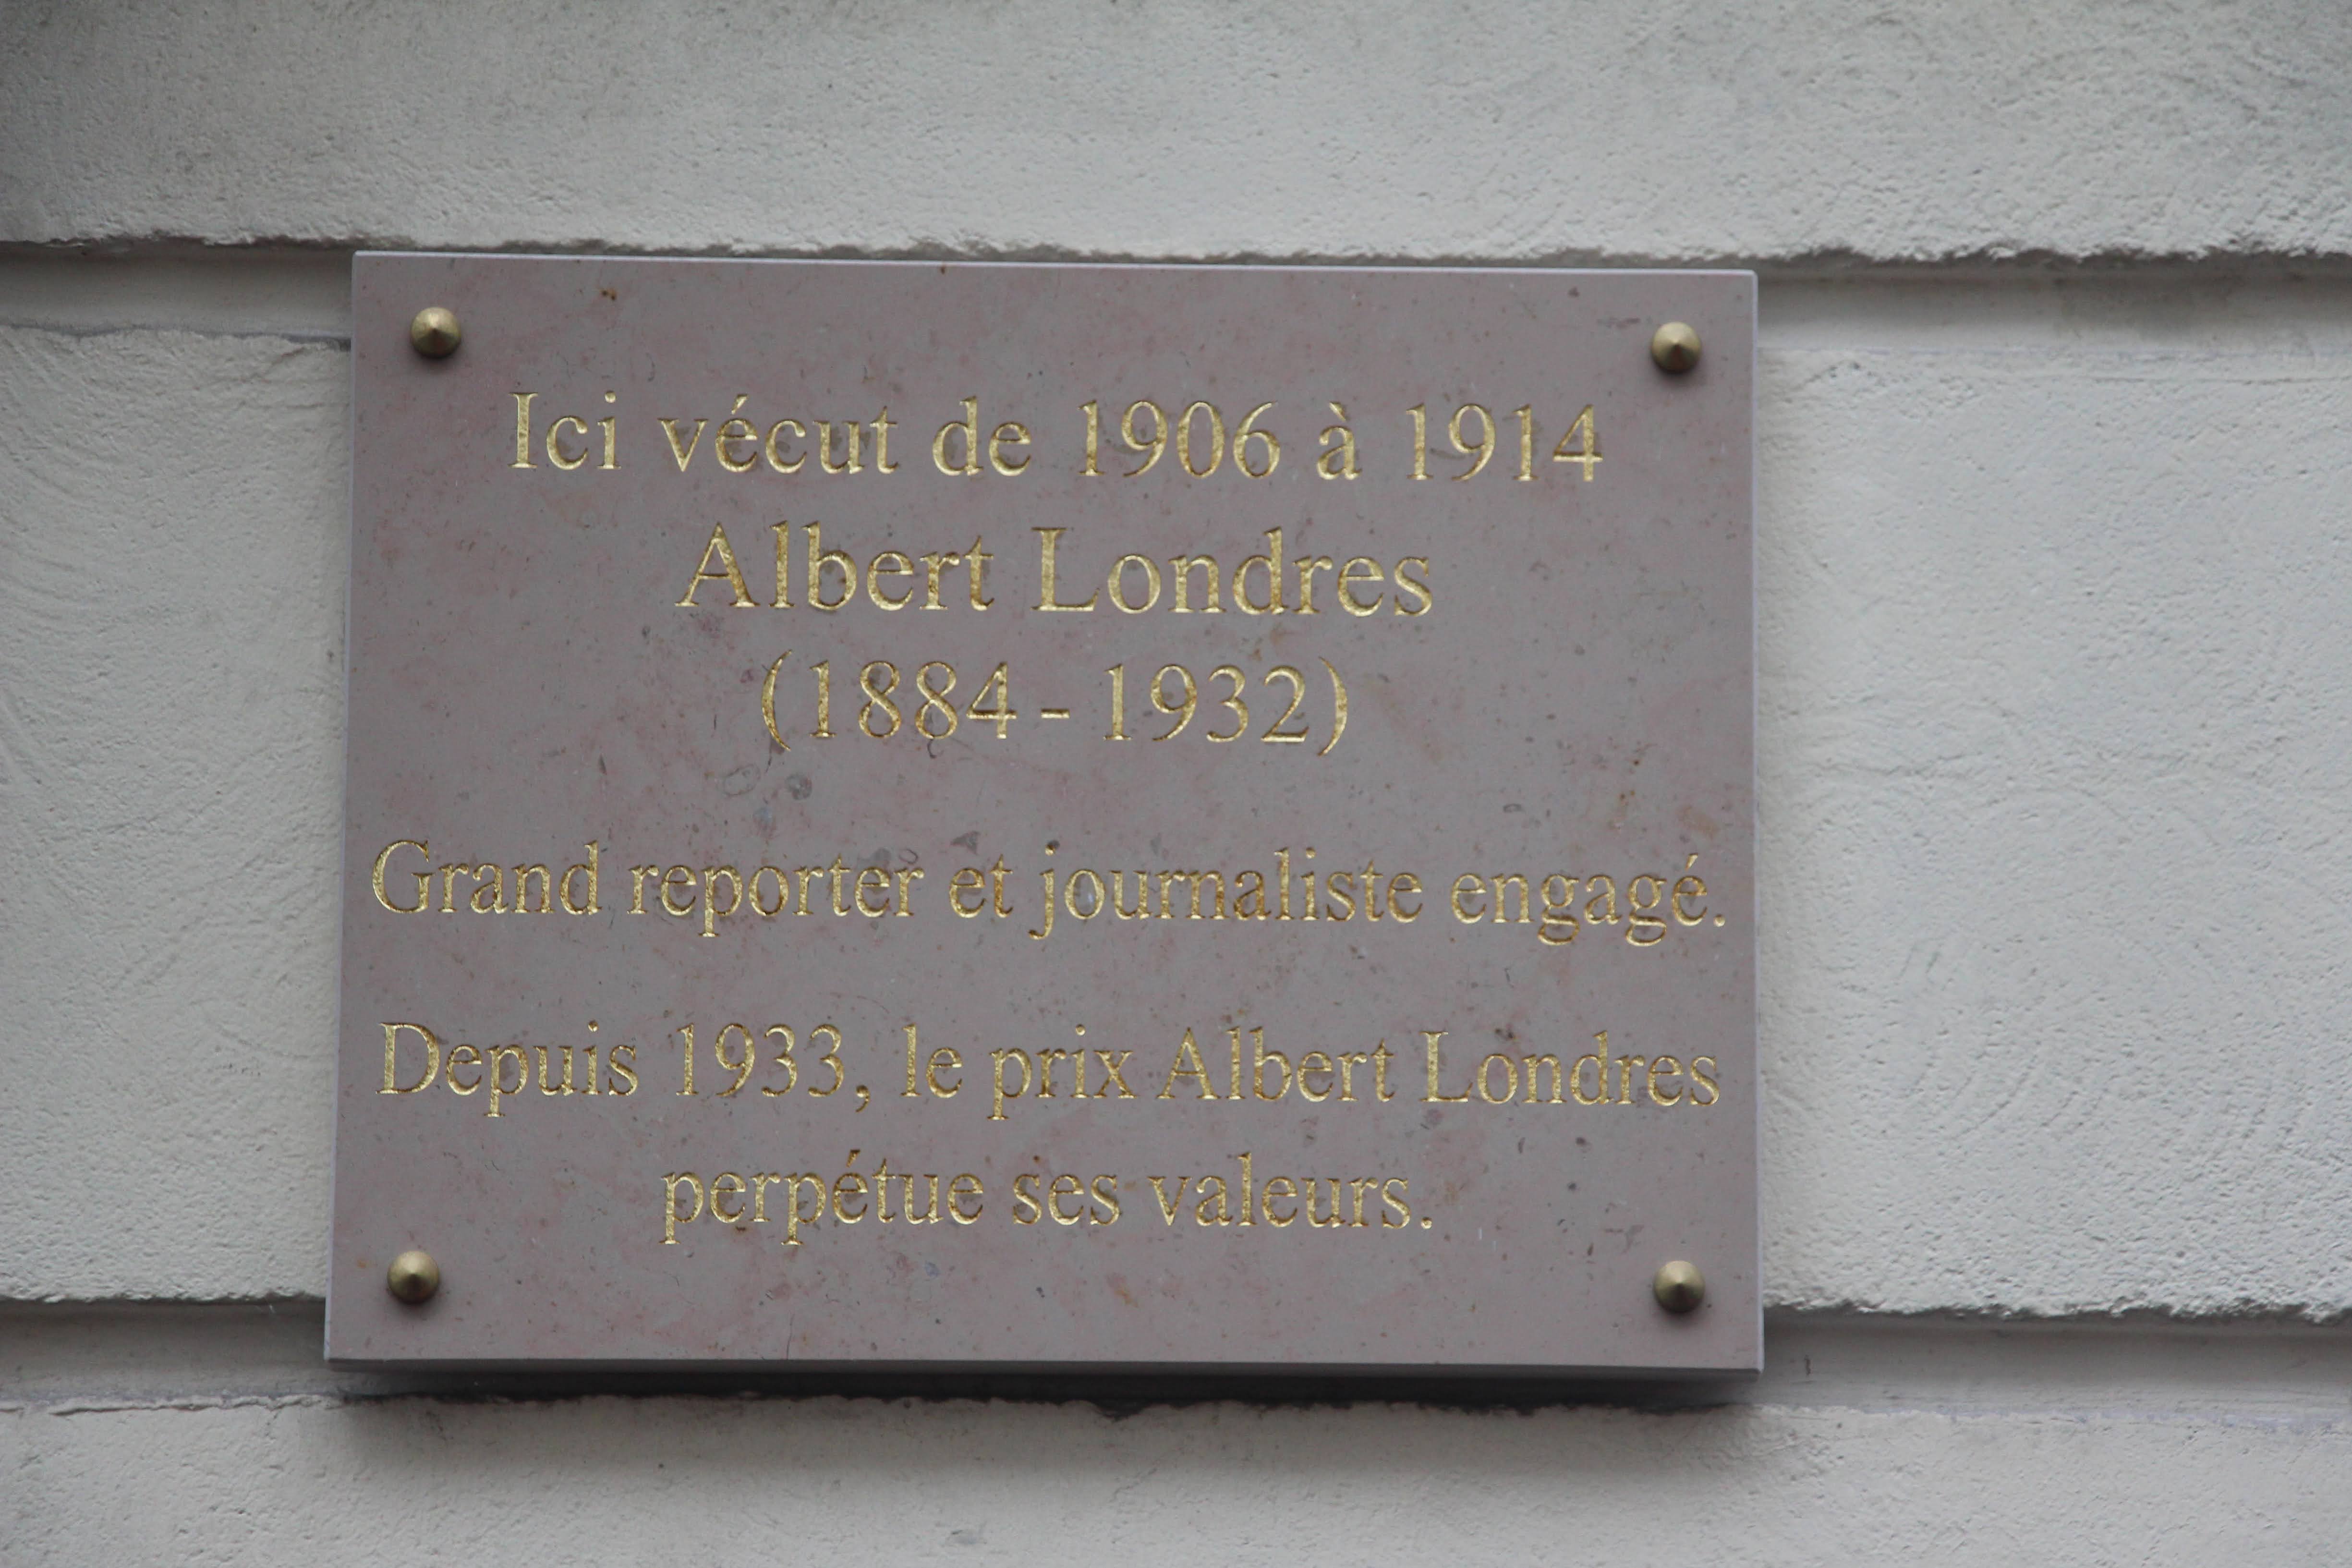 Ici vécut de 1906 à 1914
Albert Londres
(1884 - 1932)
Grand reporter et journaliste engagé.
Depuis 1933, le prix Albert Londres
perpétue ses valeurs.